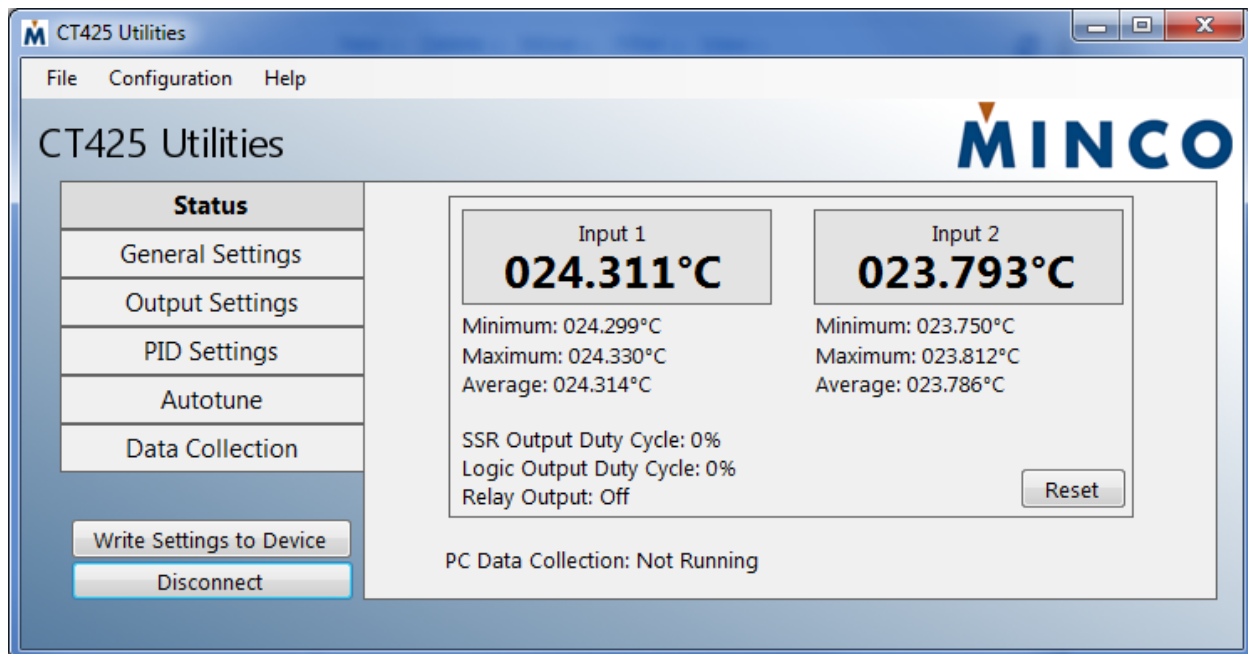 CT425 Utilities
File Configuration Help
CT425 Utilities
MINCO
Status
General Settings
Output Settings
PID Settings
Autotune
Data Collection
Write Settings to Device
Disconnect
Input 1
024.311°C
Minimum: 024.299°C
Maximum: 024.330°C
Average: 024.314°C
Input 2
023.793°C
Minimum: 023.750°C
Maximum: 023.812°C
Average: 023.786°C
SSR Output Duty Cycle: 0%
Logic Output Duty Cycle: 0%
Relay Output: Off
Reset
PC Data Collection: Not Running